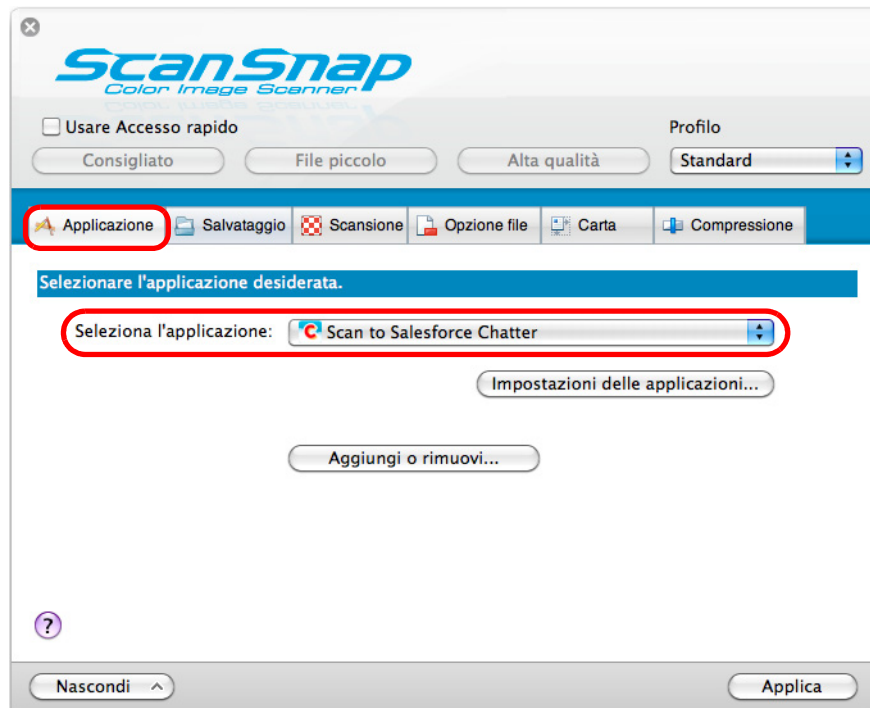 ScanSnap
Color Image Scanner
Usare Accesso rapido
Profilo
Consigliato File piccolo Alta qualità Standard
Applicazione Salvataggio Scansione Opzione file Carta Compressione
Selezionare l'applicazione desiderata.
Seleziona l'applicazione: Scan to Salesforce Chatter
Impostazioni delle applicazioni...
Aggiungi o rimuovi...
?
Nascondi Applica